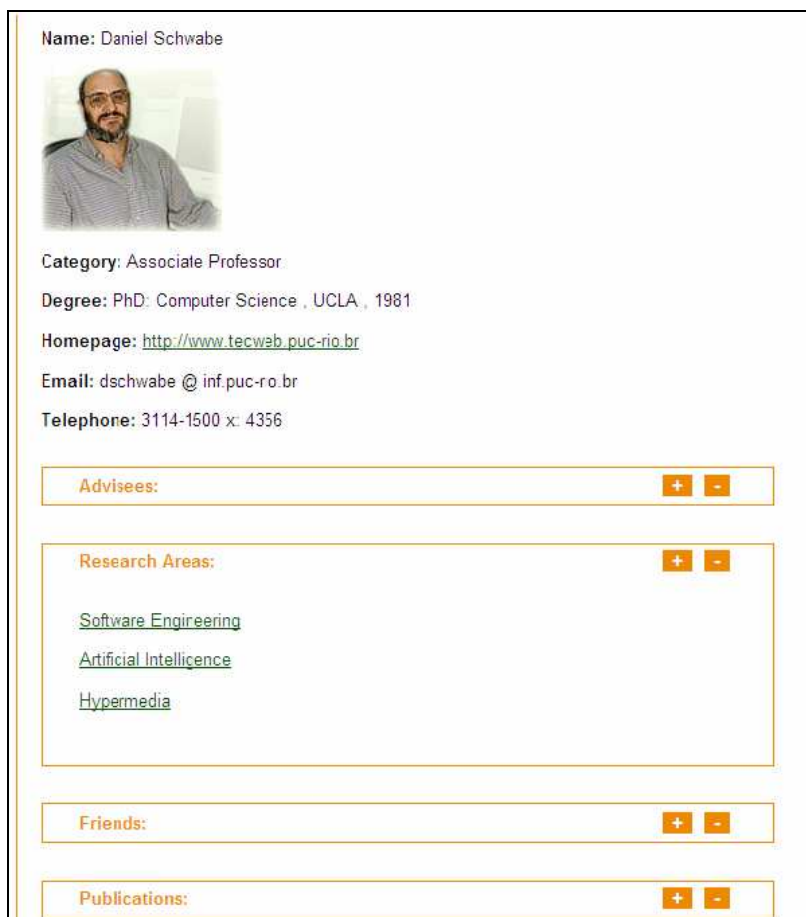 Name: Daniel Schwabe
Category: Associate Professor
Degree: PhD: Computer Science , UCLA , 1981
Homepage: http://www.tecweb.puc-rio.br
Email: dschwabe @ inf.puc-rio.br
Telephone: 3114-1500 x: 4356
Advisees: + -
Research Areas: + -
Software Engineering
Artificial Intelligence
Hypermedia
Friends: + -
Publications: + -